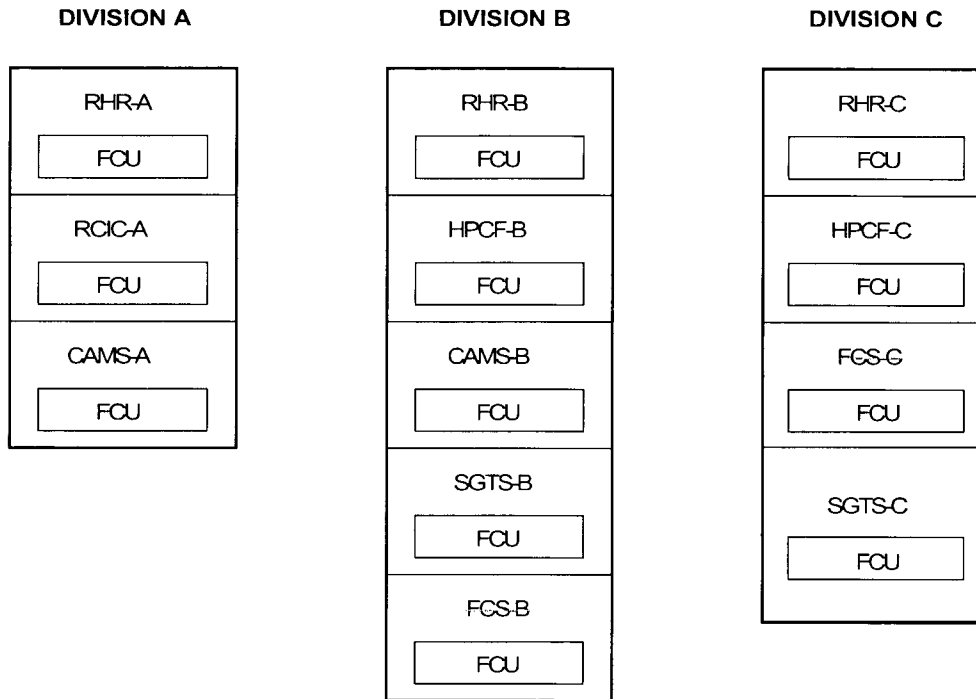 DIVISION A
RHR-A
FCU
RCIC-A
FCU
CAMS-A
FCU
DIVISION B
RHR-B
FCU
HPCF-B
FCU
CAMS-B
FCU
SGTS-B
FCU
FCS-B
FCU
DIVISION C
RHR-C
FCU
HPCF-C
FCU
FCS-C
FCU
SGTS-C
FCU